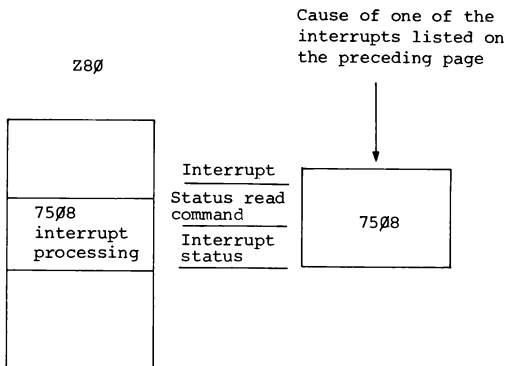 Cause of one of the
interrupts listed on
the preceding page
Z8Ø
Interrupt
Status read
command
Interrupt
status
75Ø8
interrupt
processing
75Ø8